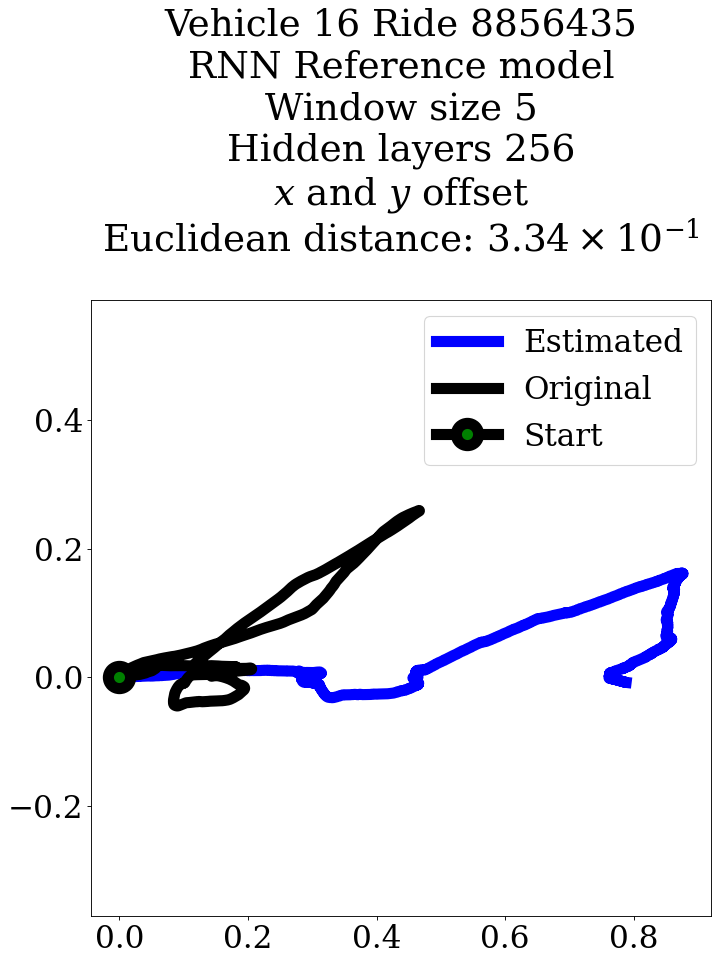 Vehicle 16 Ride 8856435
RNN Reference model
Window size 5
Hidden layers 256
x and y offset
Euclidean distance: 3.34 × 10⁻¹
Estimated
Original
Start
0.4
0.2
0.0
−0.2
0.0 0.2 0.4 0.6 0.8